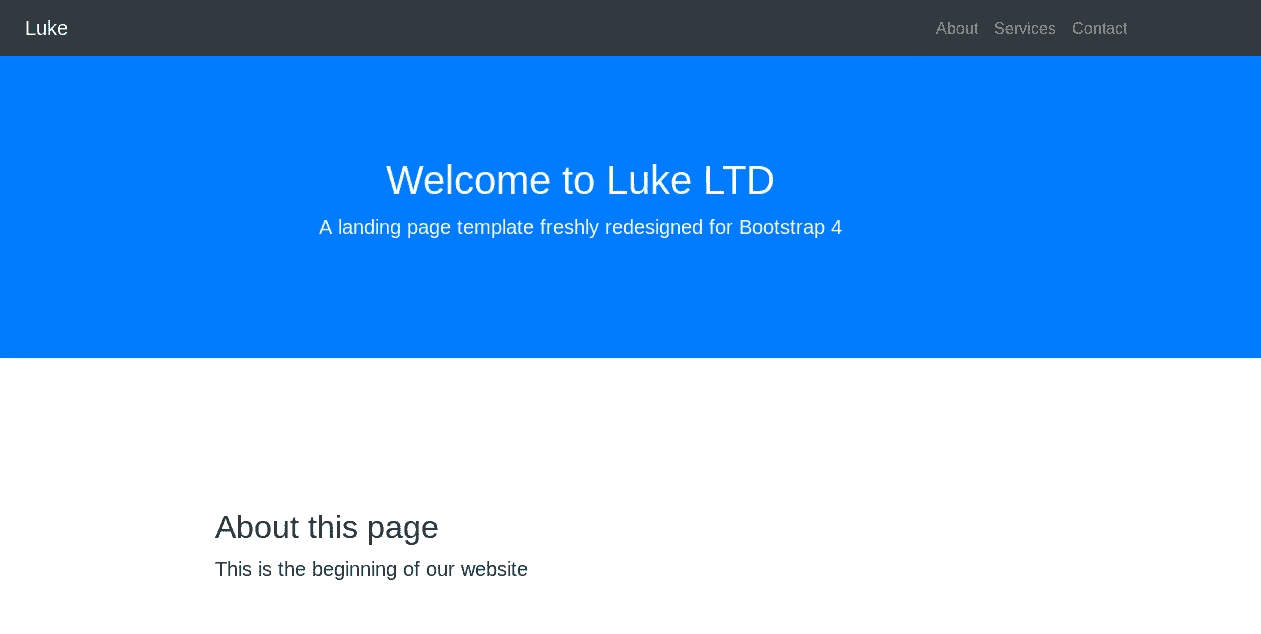 Luke
About Services Contact
Welcome to Luke LTD
A landing page template freshly redesigned for Bootstrap 4
About this page
This is the beginning of our website